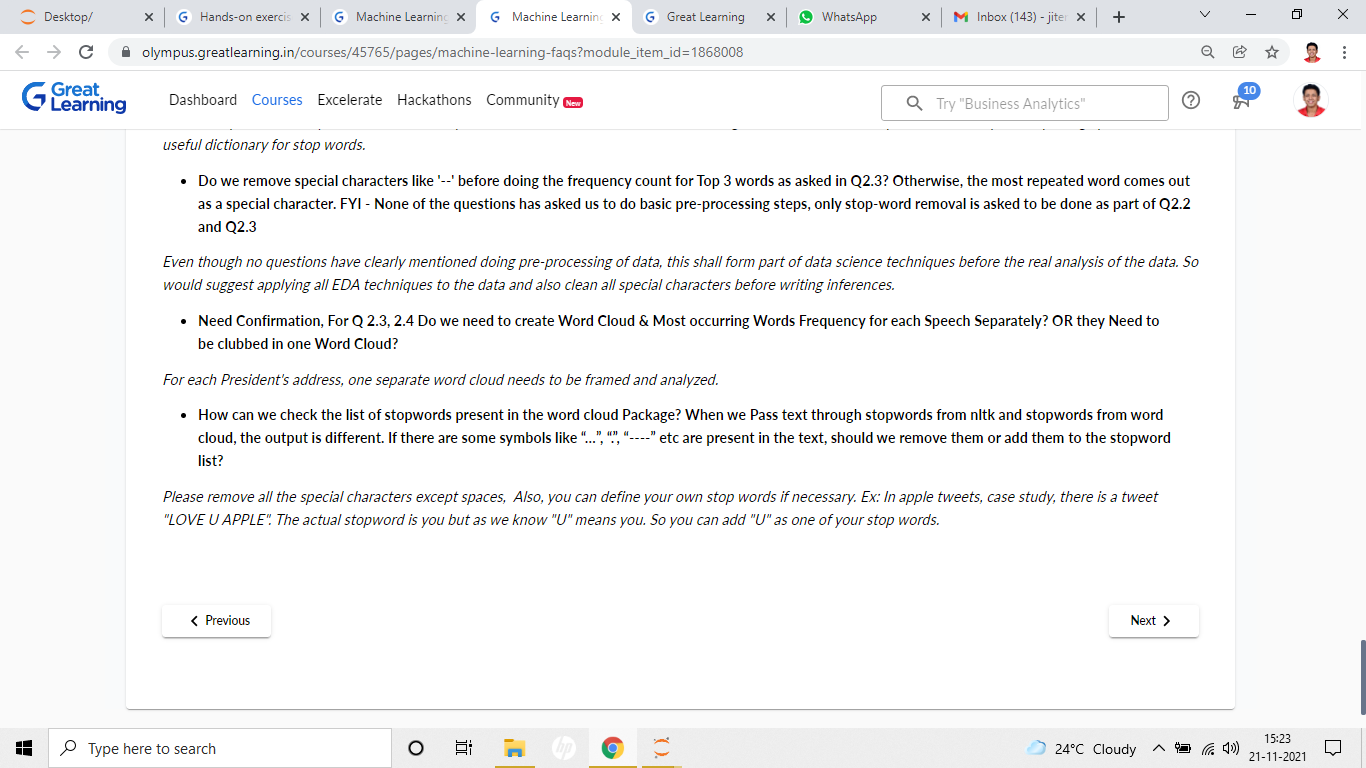 Desktop/
Hands-on exercis
Machine Learning
Machine Learning
Great Learning
WhatsApp
Inbox (143) - jiter
olympus.greatlearning.in/courses/45765/pages/machine-learning-faqs?module_item_id=1868008
Great
Learning
Dashboard Courses Excelerate Hackathons Community New
Try "Business Analytics"
10
useful dictionary for stop words.
• Do we remove special characters like '--' before doing the frequency count for Top 3 words as asked in Q2.3? Otherwise, the most repeated word comes out
as a special character. FYI - None of the questions has asked us to do basic pre-processing steps, only stop-word removal is asked to be done as part of Q2.2
and Q2.3
Even though no questions have clearly mentioned doing pre-processing of data, this shall form part of data science techniques before the real analysis of the data. So
would suggest applying all EDA techniques to the data and also clean all special characters before writing inferences.
• Need Confirmation, For Q 2.3, 2.4 Do we need to create Word Cloud & Most occurring Words Frequency for each Speech Separately? OR they Need to
be clubbed in one Word Cloud?
For each President's address, one separate word cloud needs to be framed and analyzed.
• How can we check the list of stopwords present in the word cloud Package? When we Pass text through stopwords from nltk and stopwords from word
cloud, the output is different. If there are some symbols like “...”, “.”, “----” etc are present in the text, should we remove them or add them to the stopword
list?
Please remove all the special characters except spaces, Also, you can define your own stop words if necessary. Ex: In apple tweets, case study, there is a tweet
"LOVE U APPLE". The actual stopword is you but as we know "U" means you. So you can add "U" as one of your stop words.
Previous
Next
Type here to search
hp
24°C Cloudy
15:23
21-11-2021